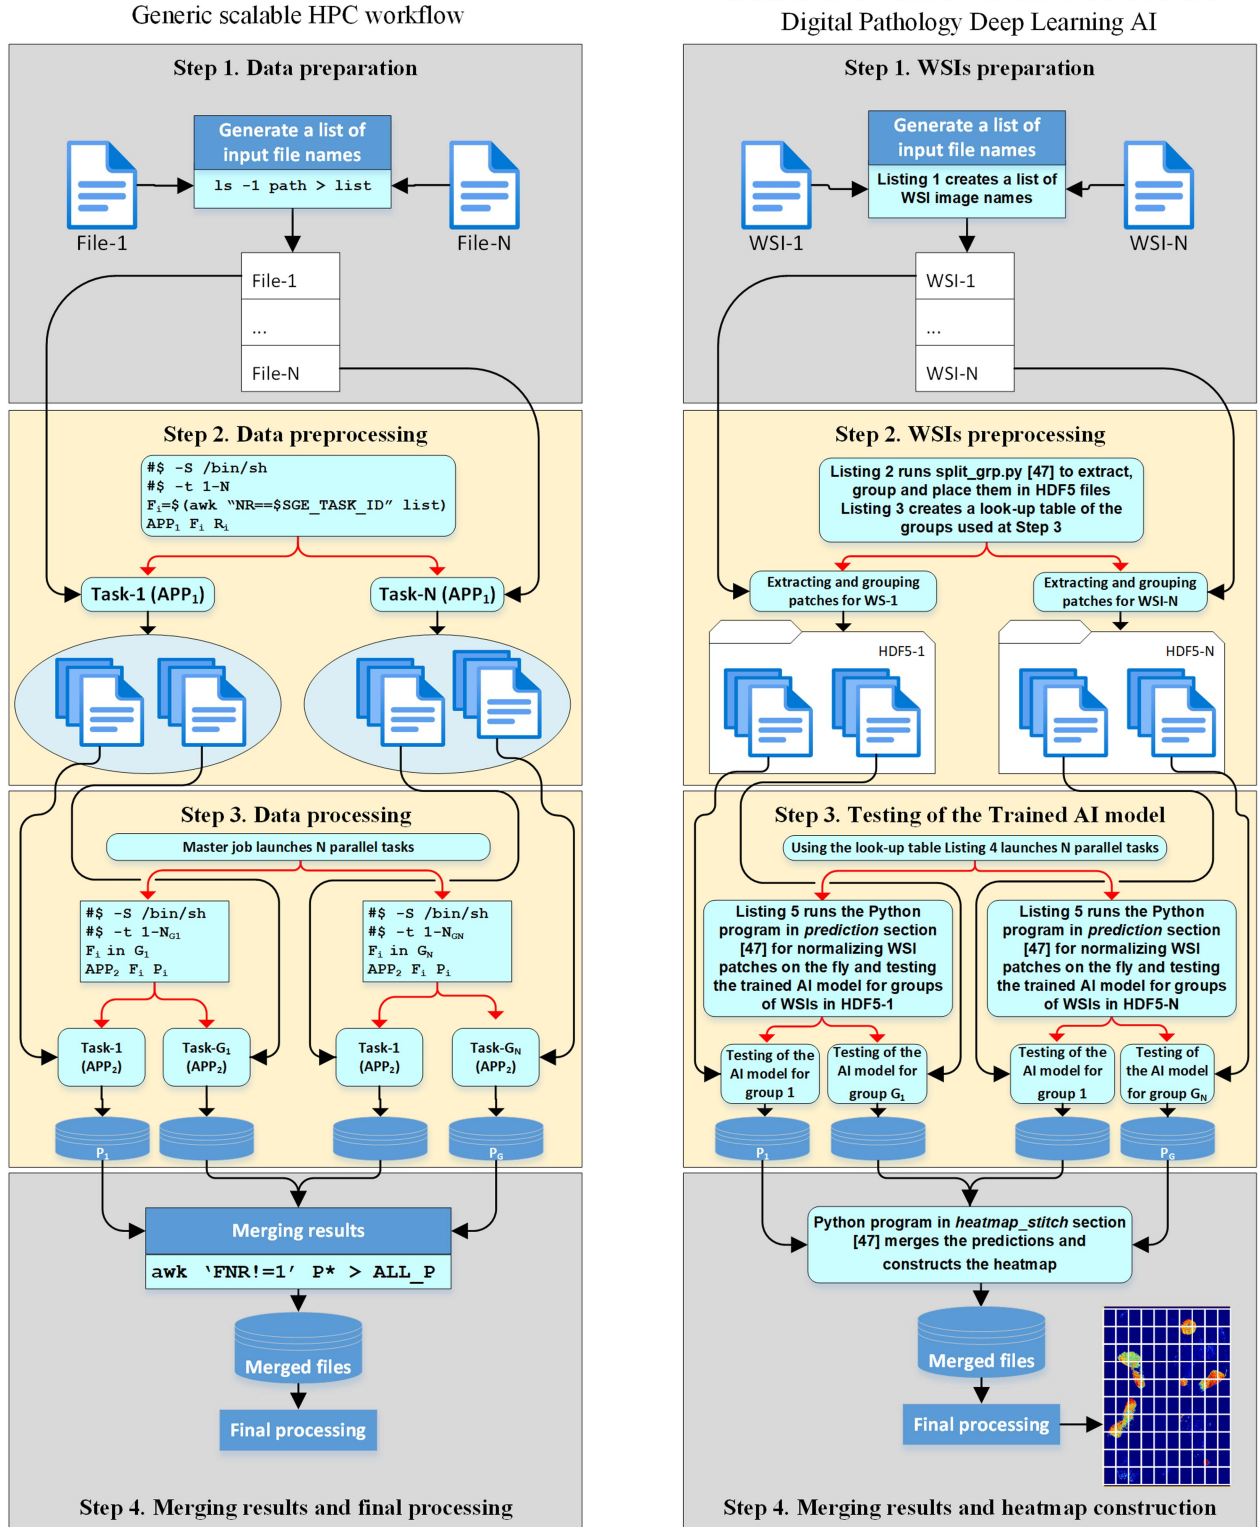 Generic scalable HPC workflow
Step 1. Data preparation
Generate a list of
input file names
ls -1 path > list
File-1
File-N
File-1
...
File-N
Step 2. Data preprocessing
#$ -S /bin/sh
#$ -t 1-N
Fi=$(awk “NR==$SGE_TASK_ID” list)
APP1 Fi Ri
Task-1 (APP1)
Task-N (APP1)
Step 3. Data processing
Master job launches N parallel tasks
#$ -S /bin/sh
#$ -t 1-NG1
Fi in G1
APP2 Fi Pi
#$ -S /bin/sh
#$ -t 1-NGN
Fi in GN
APP2 Fi Pi
Task-1
(APP2)
Task-G1
(APP2)
Task-1
(APP2)
Task-GN
(APP2)
P1
PG
Merging results
awk ‘FNR!=1’ P* > ALL_P
Merged files
Final processing
Step 4. Merging results and final processing
Digital Pathology Deep Learning AI
Step 1. WSIs preparation
Generate a list of
input file names
Listing 1 creates a list of
WSI image names
WSI-1
WSI-N
WSI-1
...
WSI-N
Step 2. WSIs preprocessing
Listing 2 runs split_grp.py [47] to extract,
group and place them in HDF5 files
Listing 3 creates a look-up table of the
groups used at Step 3
Extracting and grouping
patches for WS-1
Extracting and grouping
patches for WSI-N
HDF5-1
HDF5-N
Step 3. Testing of the Trained AI model
Using the look-up table Listing 4 launches N parallel tasks
Listing 5 runs the Python
program in prediction section
[47] for normalizing WSI
patches on the fly and testing
the trained AI model for groups
of WSIs in HDF5-1
Listing 5 runs the Python
program in prediction section
[47] for normalizing WSI
patches on the fly and testing
the trained AI model for groups
of WSIs in HDF5-N
Testing of the
AI model for
group 1
Testing of the
AI model for
group G1
Testing of the
AI model for
group 1
Testing of
the AI model
for group GN
P1
PG
Python program in heatmap_stitch section
[47] merges the predictions and
constructs the heatmap
Merged files
Final processing
Step 4. Merging results and heatmap construction